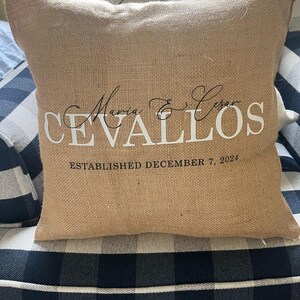 Maria & Cesar
CEVALLOS
ESTABLISHED DECEMBER 7, 2024